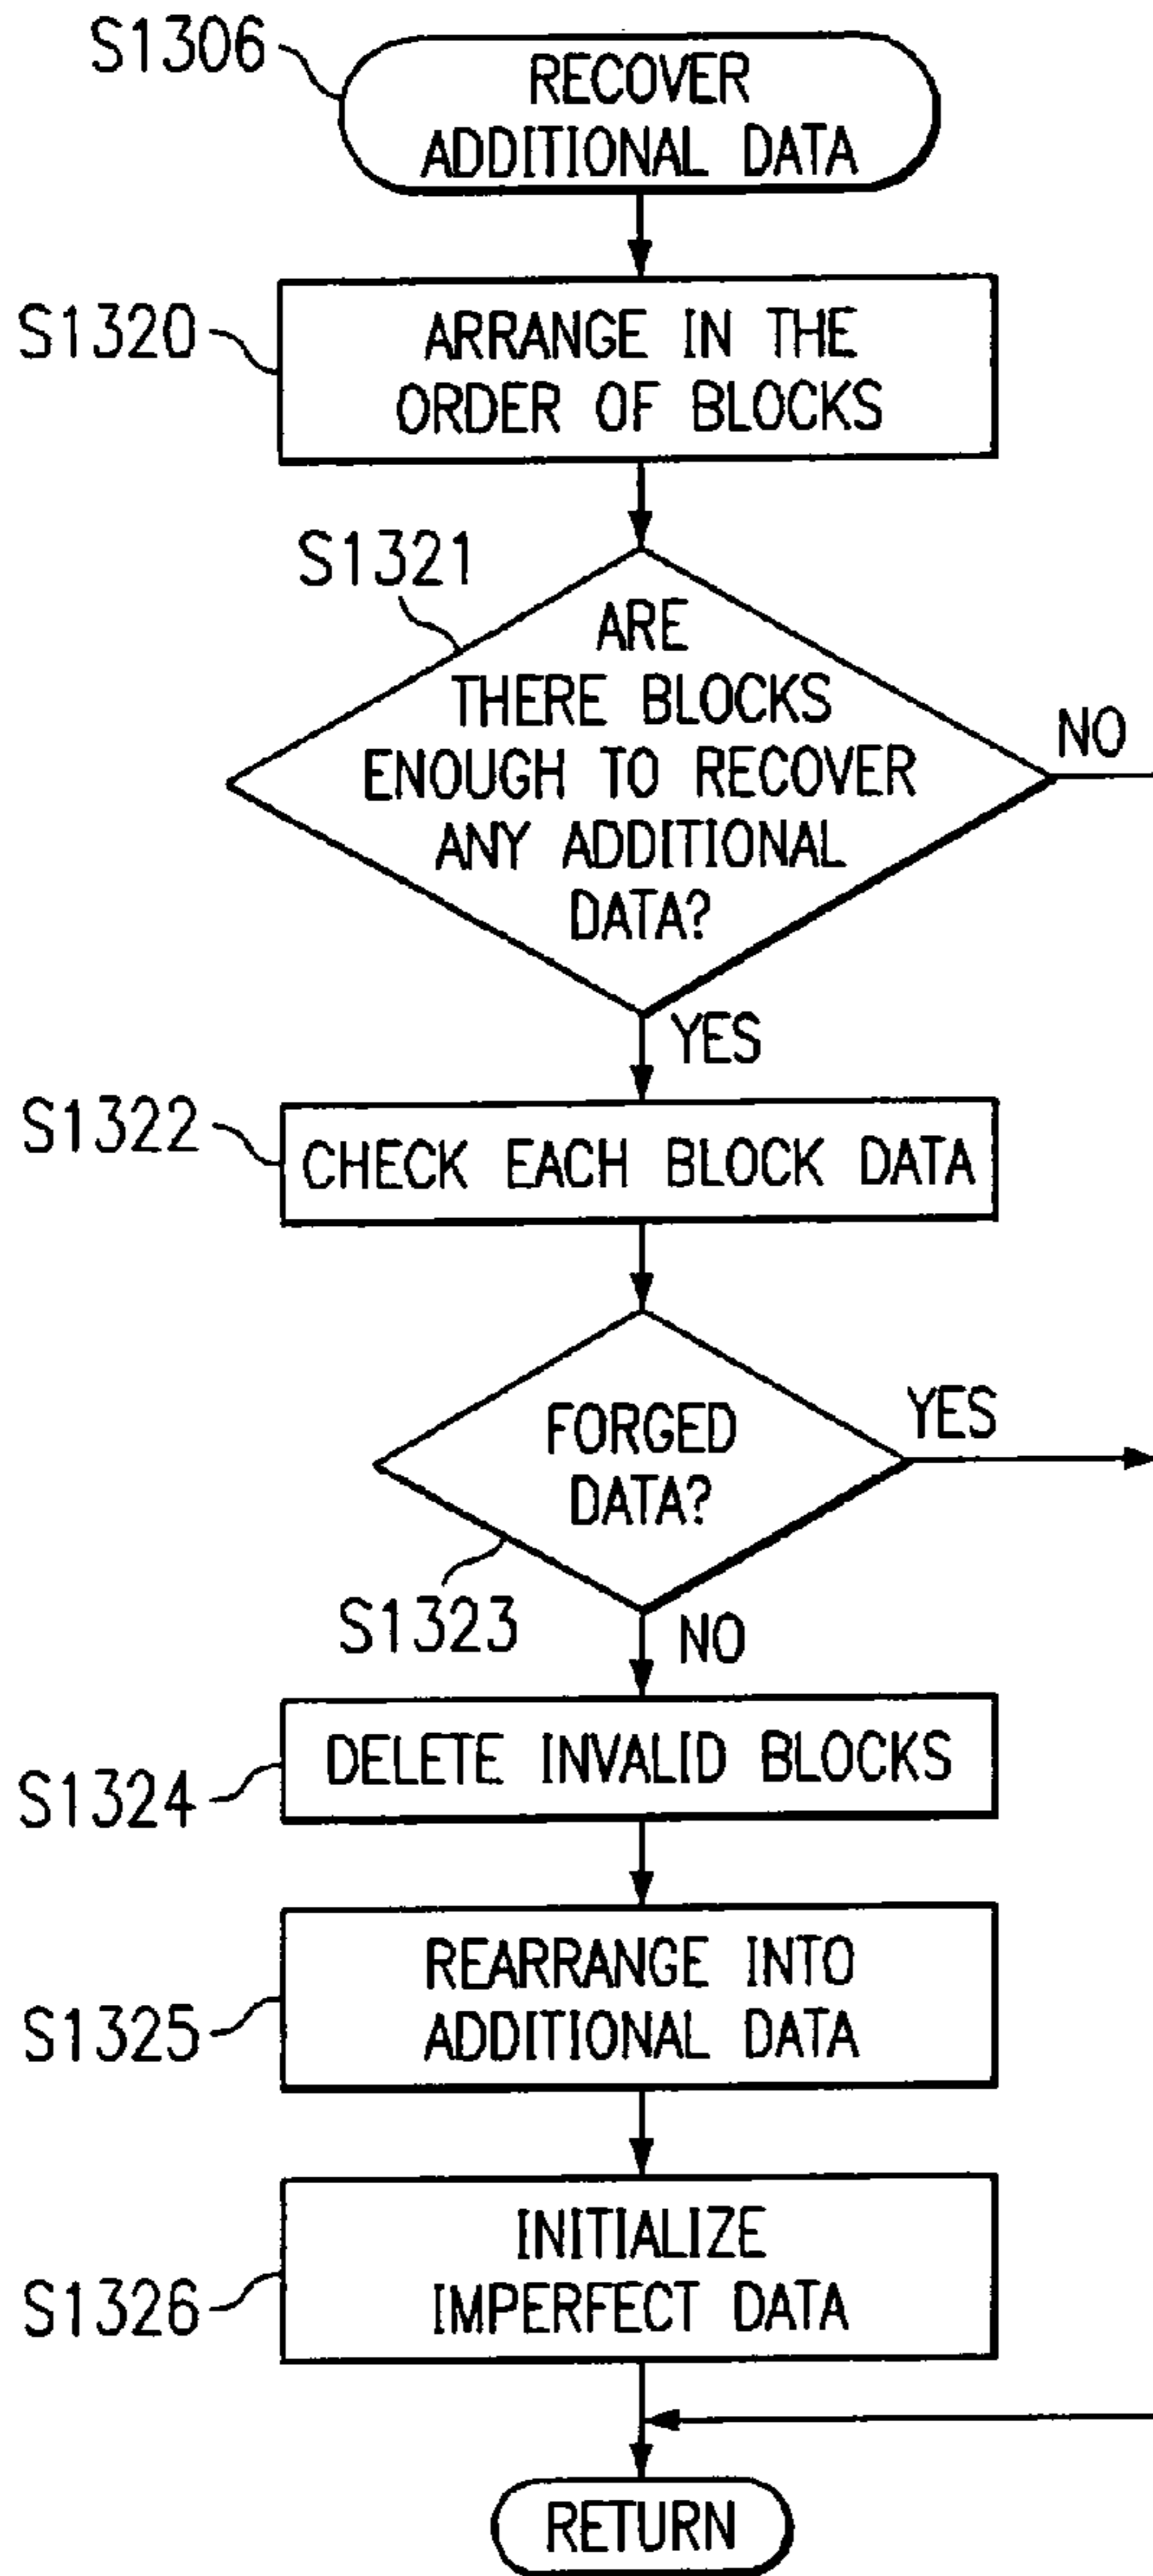 S1306
RECOVER
ADDITIONAL DATA
S1320
ARRANGE IN THE
ORDER OF BLOCKS
S1321
ARE
THERE BLOCKS
ENOUGH TO RECOVER
ANY ADDITIONAL
DATA?
NO
YES
S1322
CHECK EACH BLOCK DATA
FORGED
DATA?
YES
S1323
NO
DELETE INVALID BLOCKS
S1324
REARRANGE INTO
ADDITIONAL DATA
S1325
INITIALIZE
IMPERFECT DATA
S1326
RETURN